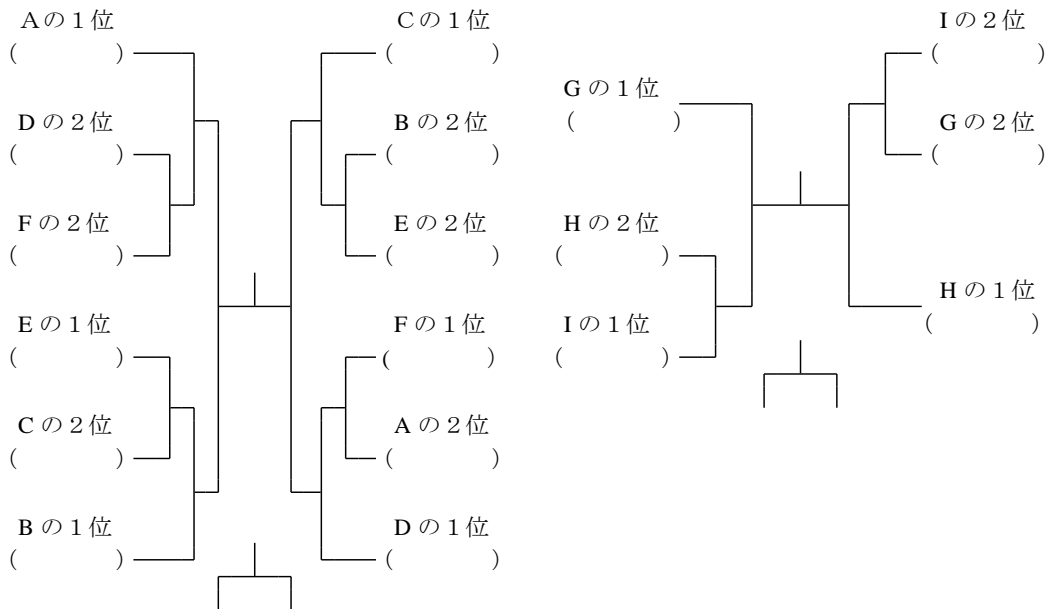 Aの１位
(　　　)
Dの２位
(　　　)
Fの２位
(　　　)
Eの１位
(　　　)
Cの２位
(　　　)
Bの１位
(　　　)
Cの１位
(　　　)
Bの２位
(　　　)
Eの２位
(　　　)
Fの１位
(　　　)
Aの２位
(　　　)
Dの１位
(　　　)
Gの１位
(　　　)
Hの２位
(　　　)
Iの１位
(　　　)
Iの２位
(　　　)
Gの２位
(　　　)
Hの１位
(　　　)